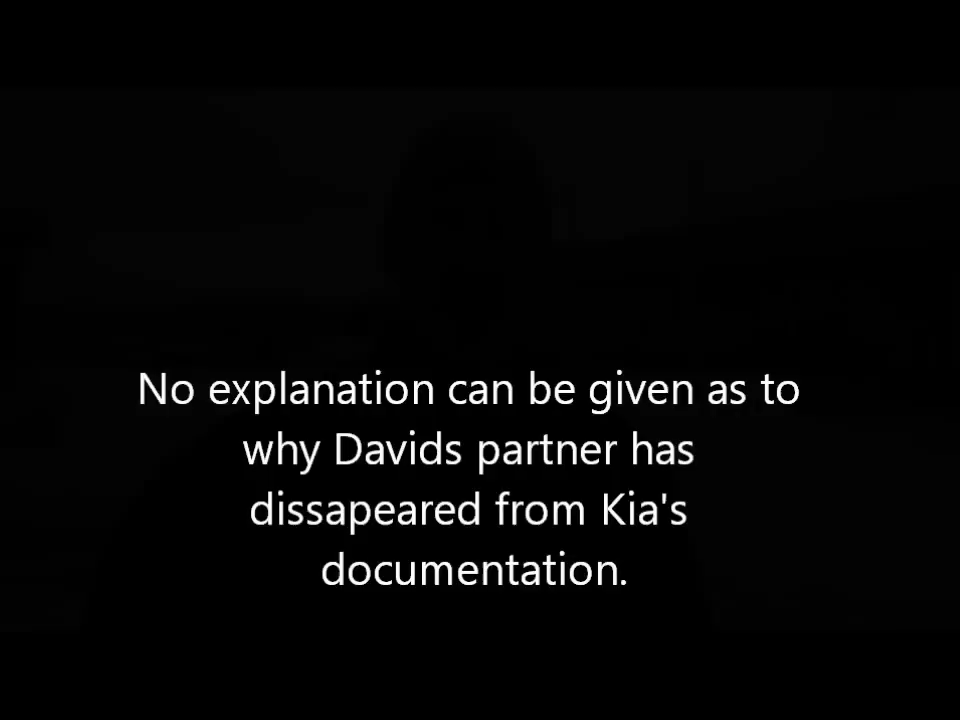 No explanation can be given as to
why Davids partner has
dissapeared from Kia's
documentation.